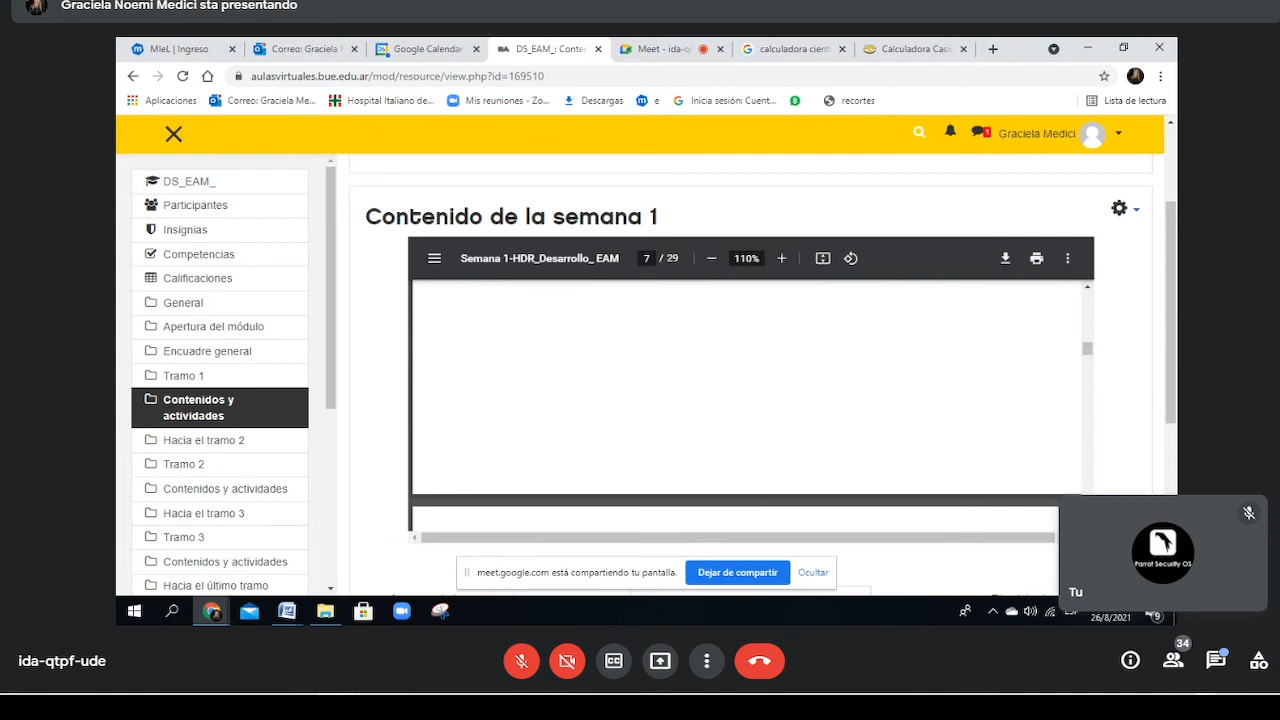 Graciela Noemi Medici sta presentando
MIeL | Ingreso
Correo: Graciela M
Google Calendar
DS_EAM_: Conter
Meet - ida-qt
calculadora cient
Calculadora Casi
aulasvirtuales.bue.edu.ar/mod/resource/view.php?id=169510
Aplicaciones
Correo: Graciela Me...
Hospital Italiano de...
Mis reuniones - Zo...
Descargas
e
Inicia sesión: Cuent...
recortes
Lista de lectura
1
Graciela Medici
DS_EAM_
Participantes
Insignias
Competencias
Calificaciones
General
Apertura del módulo
Encuadre general
Tramo 1
Contenidos y
actividades
Hacia el tramo 2
Tramo 2
Contenidos y actividades
Hacia el tramo 3
Tramo 3
Contenidos y actividades
Hacia el último tramo
Contenido de la semana 1
Semana 1-HDR_Desarrollo_ EAM
7 / 29
110%
meet.google.com está compartiendo tu pantalla.
Dejar de compartir
Ocultar
Parrot Security OS
Tu
26/8/2021
9
ida-qtpf-ude
CC
34